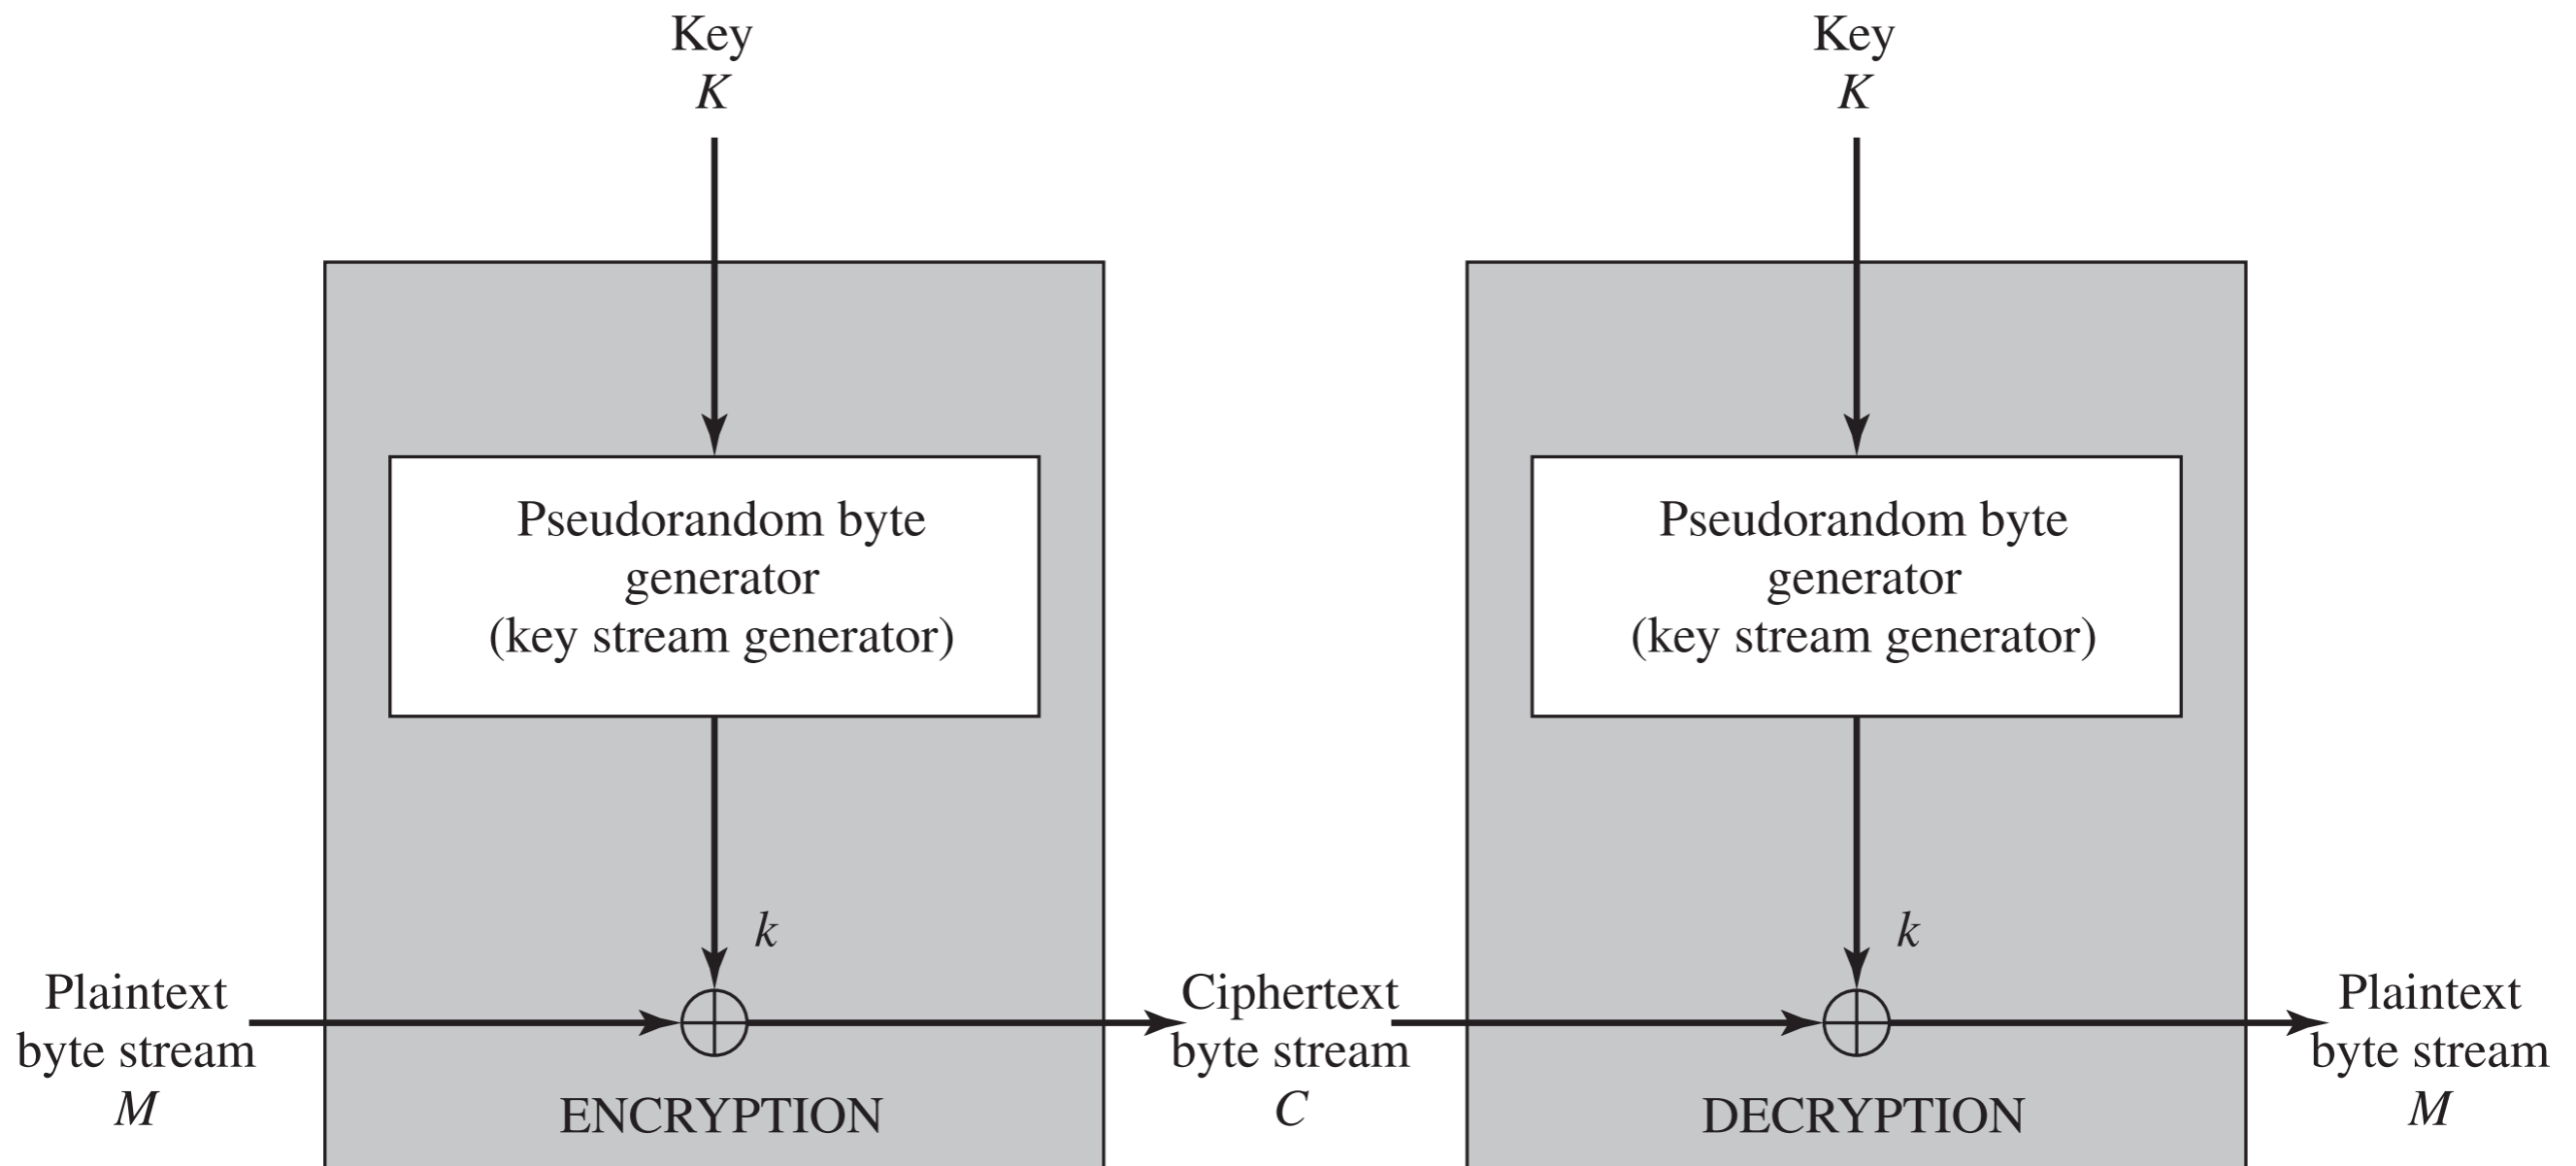 Key
K
Key
K
Pseudorandom byte
generator
(key stream generator)
Pseudorandom byte
generator
(key stream generator)
k
k
Plaintext
byte stream
M
Ciphertext
byte stream
C
Plaintext
byte stream
M
ENCRYPTION
DECRYPTION